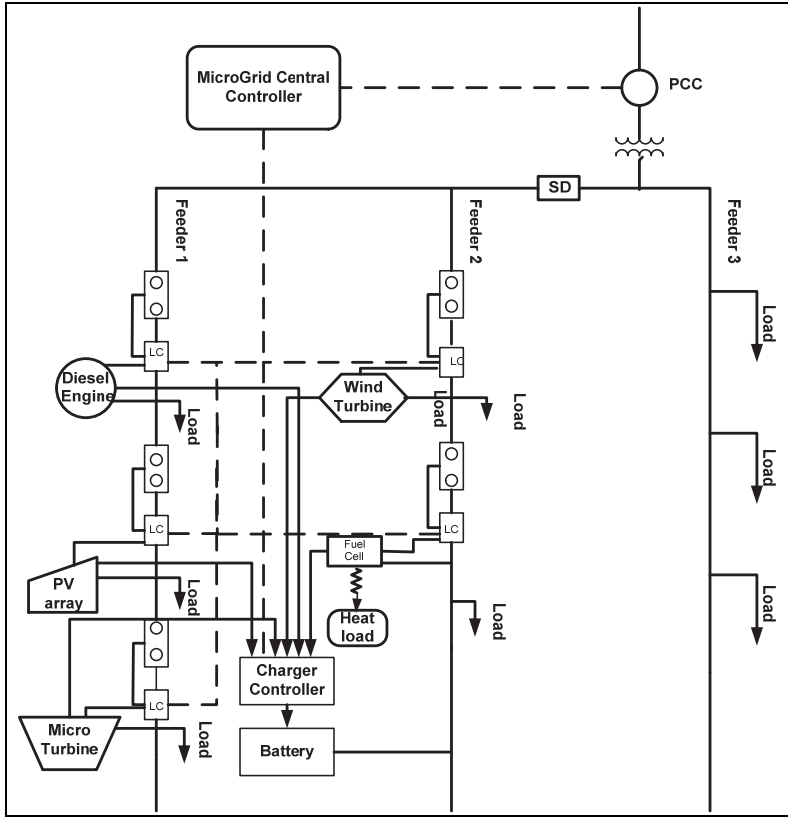 MicroGrid Central
Controller
PCC
SD
Feeder 1
Feeder 2
Feeder 3
Load
LC
LC
Diesel
Engine
Load
Wind
Turbine
Load
Load
Load
LC
LC
Fuel
Cell
PV
array
Load
Heat
load
Load
Load
Charger
Controller
LC
Micro
Turbine
Load
Battery